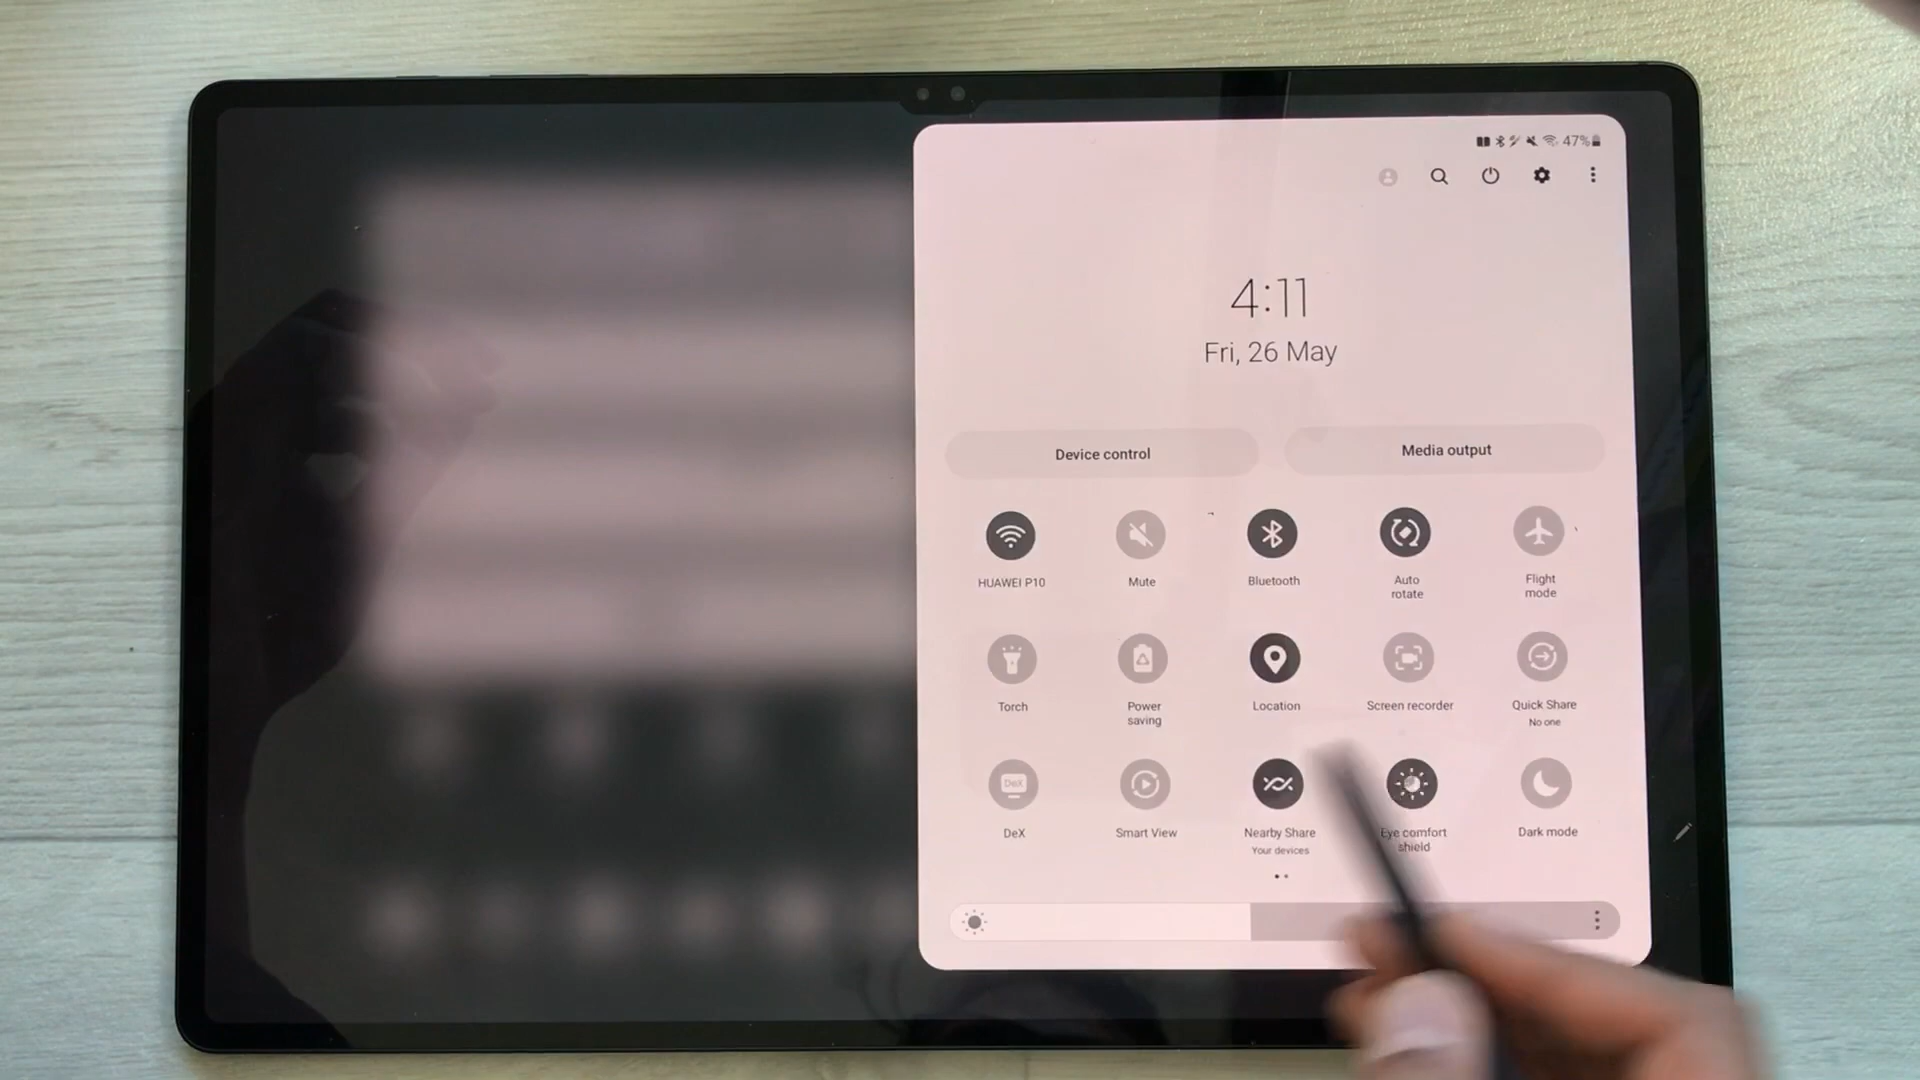 47%
4:11
Fri, 26 May
Device control
Media output
HUAWEI P10
Mute
Bluetooth
Auto
rotate
Flight
mode
Torch
Power
saving
Location
Screen recorder
Quick Share
No one
DeX
DeX
Smart View
Nearby Share
Your devices
Eye comfort
shield
Dark mode